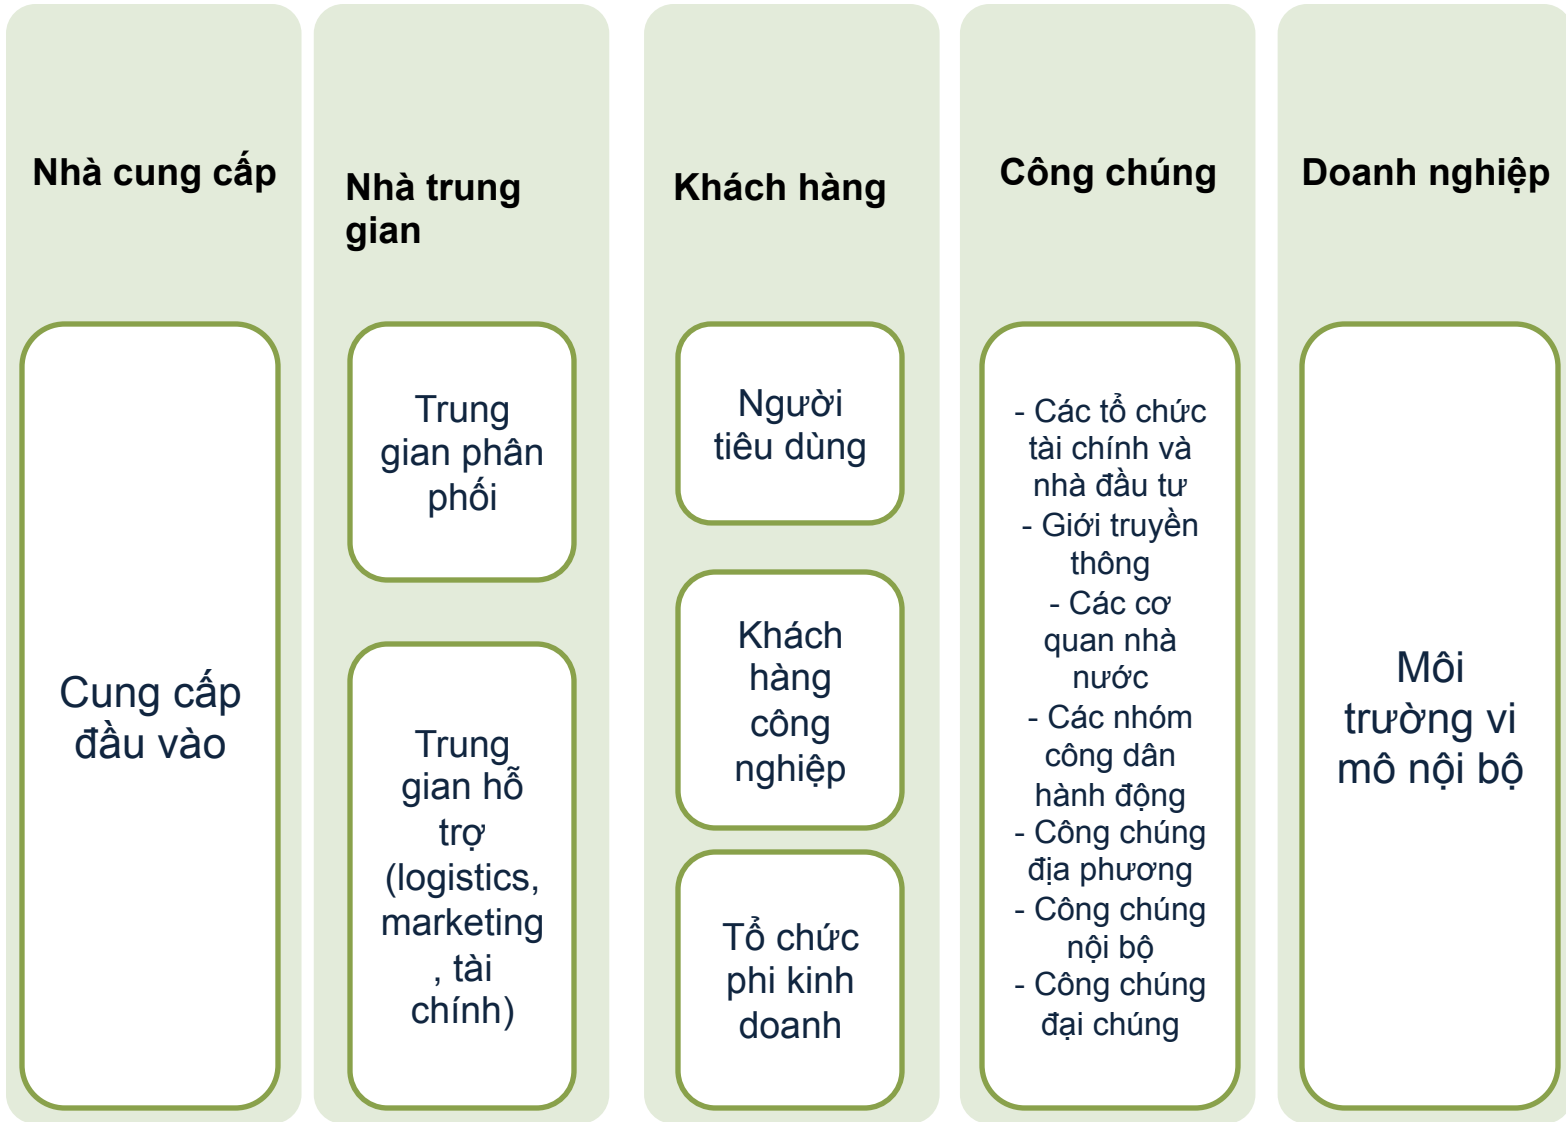 Nhà cung cấp
Cung cấp
đầu vào
Nhà trung
gian
Trung
gian phân
phối
Trung
gian hỗ
trợ
(logistics,
marketing
, tài
chính)
Khách hàng
Người
tiêu dùng
Khách
hàng
công
nghiệp
Tổ chức
phi kinh
doanh
Công chúng
- Các tổ chức
tài chính và
nhà đầu tư
- Giới truyền
thông
- Các cơ
quan nhà
nước
- Các nhóm
công dân
hành động
- Công chúng
địa phương
- Công chúng
nội bộ
- Công chúng
đại chúng
Doanh nghiệp
Môi
trường vi
mô nội bộ